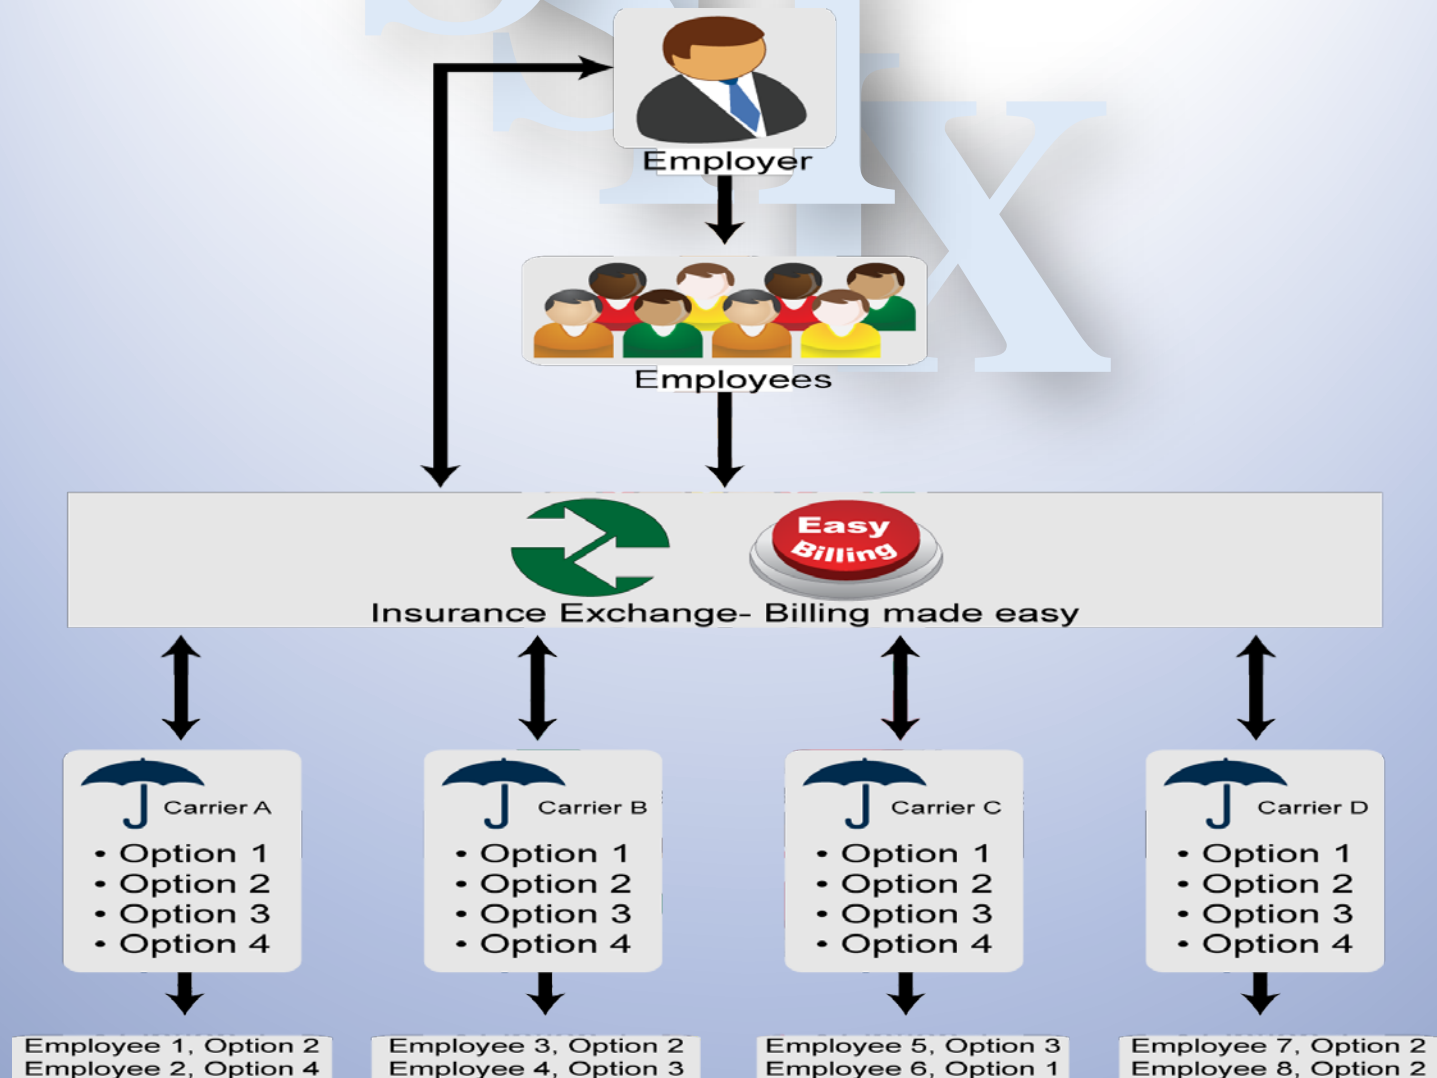 SHIX
Employer
Employees
Easy
Billing
Insurance Exchange- Billing made easy
Carrier A
• Option 1
• Option 2
• Option 3
• Option 4
Carrier B
• Option 1
• Option 2
• Option 3
• Option 4
Carrier C
• Option 1
• Option 2
• Option 3
• Option 4
Carrier D
• Option 1
• Option 2
• Option 3
• Option 4
Employee 1, Option 2
Employee 2, Option 4
Employee 3, Option 2
Employee 4, Option 3
Employee 5, Option 3
Employee 6, Option 1
Employee 7, Option 2
Employee 8, Option 2